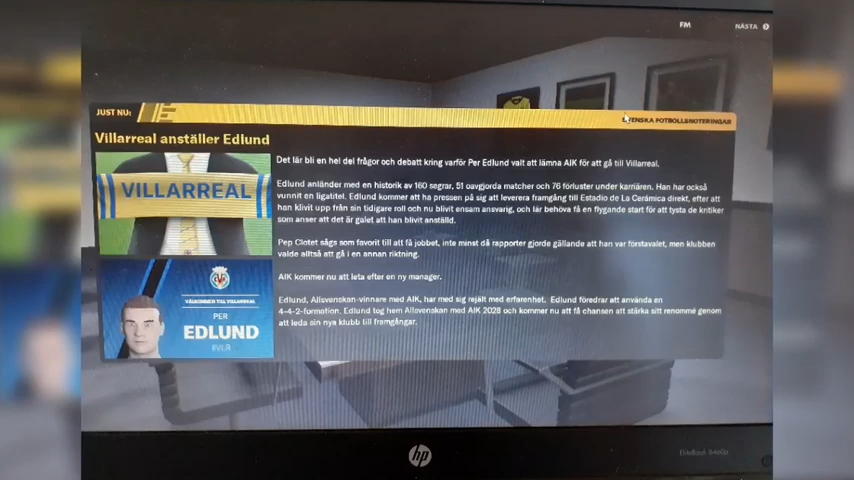 FM
NÄSTA
JUST NU:
SVENSKA FOTBOLLSNOTERINGAR
Villarreal anställer Edlund
Det lär bli en hel del frågor och debatt kring varför Per Edlund valt att lämna AIK för att gå till Villarreal.
Edlund anländer med en historik av 160 segrar, 51 oavgjorda matcher och 76 förluster under karriären. Han har också
vunnit en ligatitel. Edlund kommer att ha pressen på sig att leverera framgång till Estadio de La Cerámica direkt, efter att
han klivit upp från sin tidigare roll och nu blivit ensam ansvarig, och lär behöva få en flygande start för att tysta de kritiker
som anser att det är galet att han blivit anställd.
Pep Clotet sågs som favorit till att få jobbet, inte minst då rapporter gjorde gällande att han var förstavalet, men klubben
valde alltså att gå i en annan riktning.
AIK kommer nu att leta efter en ny manager.
Edlund, Allsvenskan-vinnare med AIK, har med sig rejält med erfarenhet. Edlund föredrar att använda en
4-4-2-formation. Edlund tog hem Allsvenskan med AIK 2028 och kommer nu att få chansen att stärka sitt renommé genom
att leda sin nya klubb till framgångar.
VILLARREAL
VÄLKOMMEN TILL VILLARREAL
PER
EDLUND
#VLR
hp
EliteBook 8460p